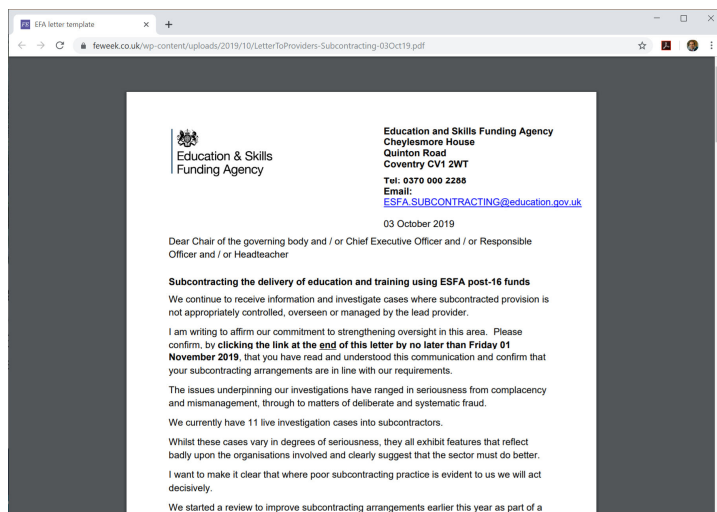 FE EFA letter template
feweek.co.uk/wp-content/uploads/2019/10/LetterToProviders-Subcontracting-03Oct19.pdf
Education & Skills
Funding Agency
Education and Skills Funding Agency
Cheylesmore House
Quinton Road
Coventry CV1 2WT
Tel: 0370 000 2288
Email:
ESFA.SUBCONTRACTING@education.gov.uk
03 October 2019
Dear Chair of the governing body and / or Chief Executive Officer and / or Responsible
Officer and / or Headteacher
Subcontracting the delivery of education and training using ESFA post-16 funds
We continue to receive information and investigate cases where subcontracted provision is
not appropriately controlled, overseen or managed by the lead provider.
I am writing to affirm our commitment to strengthening oversight in this area. Please
confirm, by clicking the link at the end of this letter by no later than Friday 01
November 2019, that you have read and understood this communication and confirm that
your subcontracting arrangements are in line with our requirements.
The issues underpinning our investigations have ranged in seriousness from complacency
and mismanagement, through to matters of deliberate and systematic fraud.
We currently have 11 live investigation cases into subcontractors.
Whilst these cases vary in degrees of seriousness, they all exhibit features that reflect
badly upon the organisations involved and clearly suggest that the sector must do better.
I want to make it clear that where poor subcontracting practice is evident to us we will act
decisively.
We started a review to improve subcontracting arrangements earlier this year as part of a